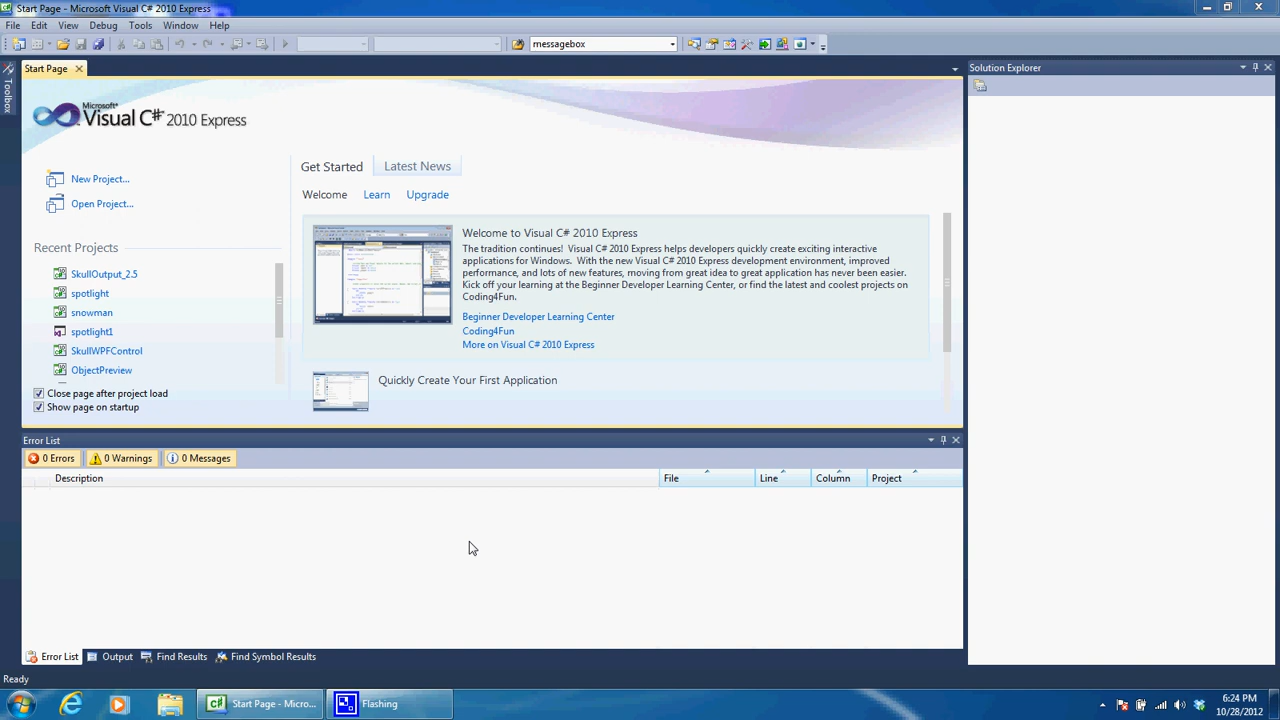 Start Page - Microsoft Visual C# 2010 Express
File Edit View Debug Tools Window Help
messagebox
Toolbox
Start Page
Solution Explorer
Microsoft®
Visual C# 2010 Express
New Project...
Open Project...
Recent Projects
SkullOutput_2.5
spotlight
snowman
spotlight1
SkullWPFControl
ObjectPreview
Close page after project load
Show page on startup
Get Started Latest News
Welcome Learn Upgrade
Welcome to Visual C# 2010 Express
The tradition continues! Visual C# 2010 Express helps developers quickly create exciting interactive
applications for Windows. With the new Visual C# 2010 Express development environment, improved
performance, and lots of new features, moving from great idea to great application has never been easier.
Kick off your learning at the Beginner Developer Learning Center, or find the latest and coolest projects on
Coding4Fun.
Beginner Developer Learning Center
Coding4Fun
More on Visual C# 2010 Express
Quickly Create Your First Application
Error List
0 Errors 0 Warnings 0 Messages
Description File Line Column Project
Error List Output Find Results Find Symbol Results
Ready
Start Page - Micro... Flashing
6:24 PM
10/28/2012